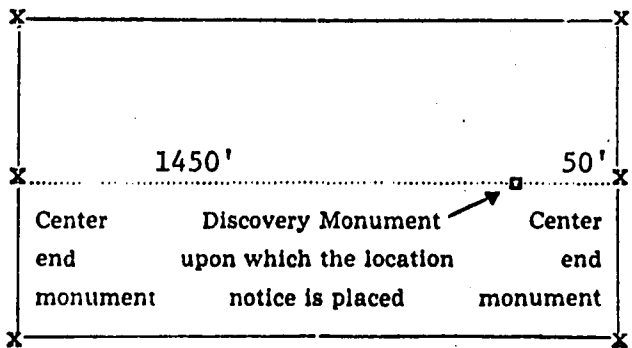 X X
1450' 50'
X X
Center Discovery Monument Center
end upon which the location end
monument notice is placed monument
X X